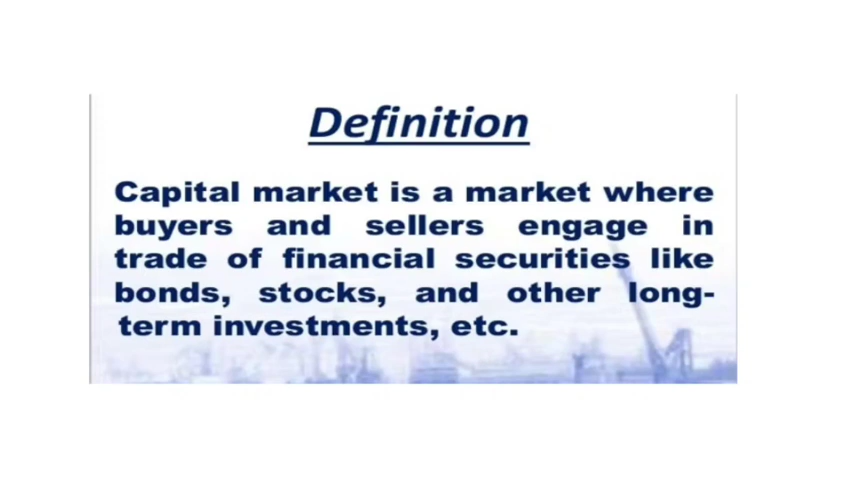 Definition
Capital market is a market where
buyers and sellers engage in
trade of financial securities like
bonds, stocks, and other long-
term investments, etc.